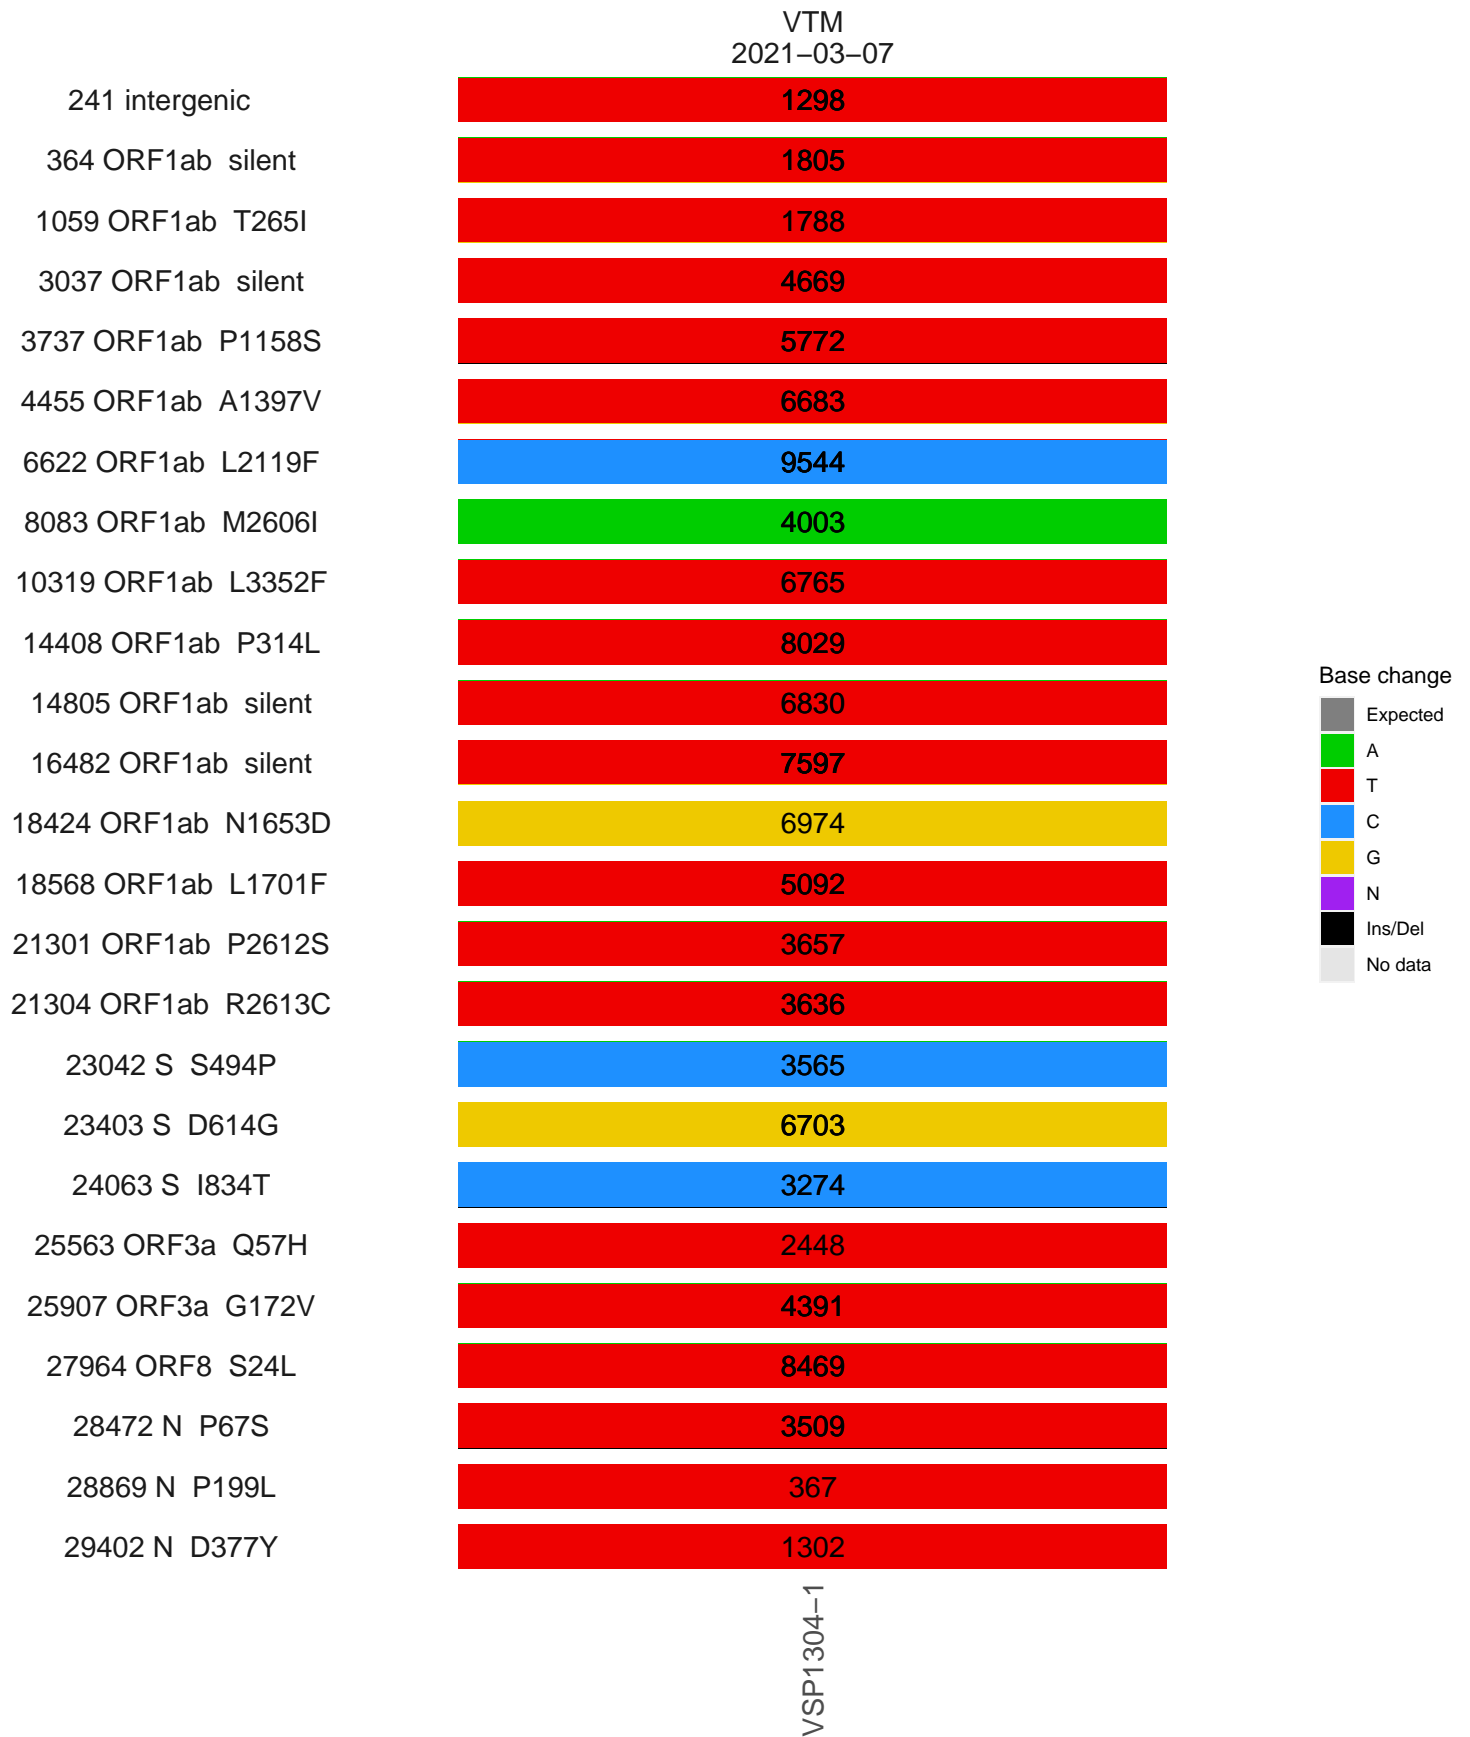 VTM
2021−03−07
241 intergenic 1298
364 ORF1ab silent 1805
1059 ORF1ab T265I 1788
3037 ORF1ab silent 4669
3737 ORF1ab P1158S 5772
4455 ORF1ab A1397V 6683
6622 ORF1ab L2119F 9544
8083 ORF1ab M2606I 4003
10319 ORF1ab L3352F 6765
14408 ORF1ab P314L 8029
14805 ORF1ab silent 6830
16482 ORF1ab silent 7597
18424 ORF1ab N1653D 6974
18568 ORF1ab L1701F 5092
21301 ORF1ab P2612S 3657
21304 ORF1ab R2613C 3636
23042 S S494P 3565
23403 S D614G 6703
24063 S I834T 3274
25563 ORF3a Q57H 2448
25907 ORF3a G172V 4391
27964 ORF8 S24L 8469
28472 N P67S 3509
28869 N P199L 367
29402 N D377Y 1302
VSP1304−1
Base change
Expected
A
T
C
G
N
Ins/Del
No data